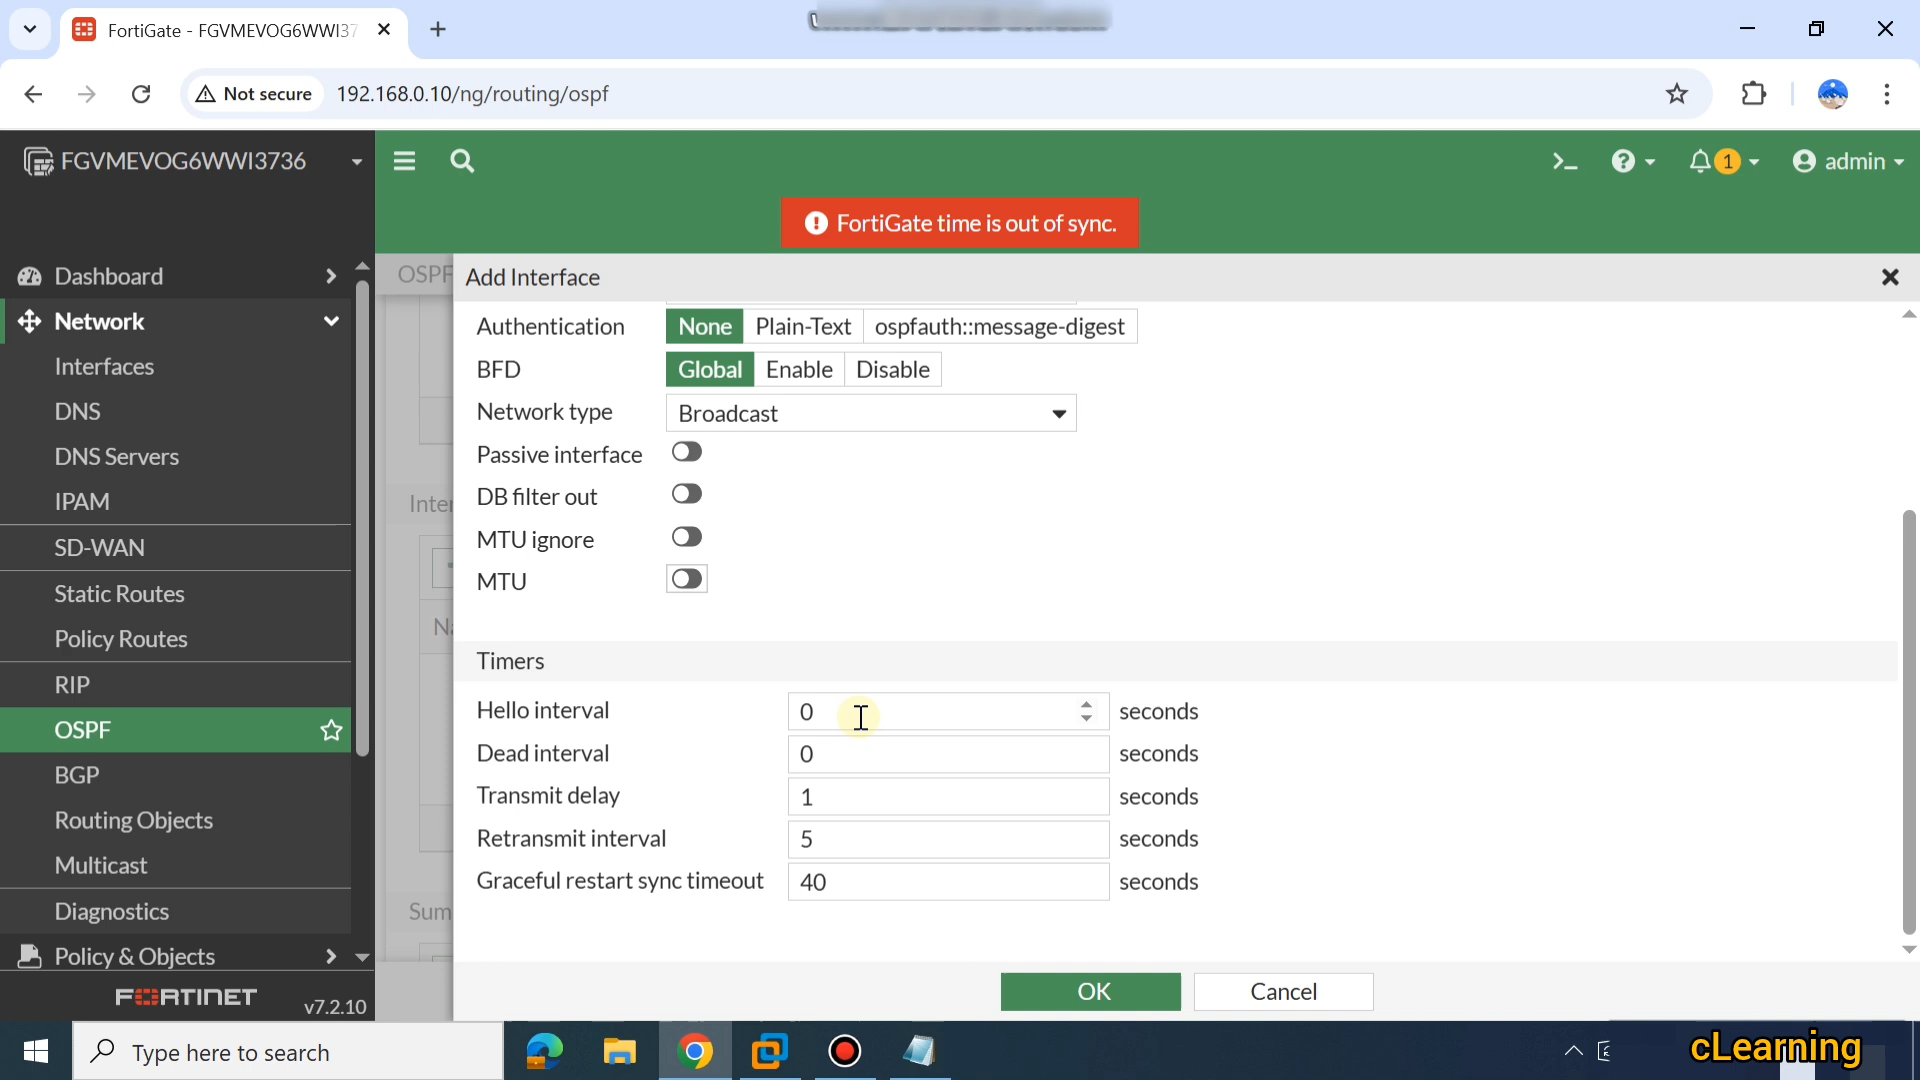 FortiGate - FGVMEVOG6WWI37
Not secure 192.168.0.10/ng/routing/ospf
FGVMEVOG6WWI3736
1
admin
FortiGate time is out of sync.
Dashboard
Network
Interfaces
DNS
DNS Servers
IPAM
SD-WAN
Static Routes
Policy Routes
RIP
OSPF
BGP
Routing Objects
Multicast
Diagnostics
Policy & Objects
FORTINET v7.2.10
OSPF
Inter
Na
Sum
Add Interface
Authentication None Plain-Text ospfauth::message-digest
BFD Global Enable Disable
Network type Broadcast
Passive interface
DB filter out
MTU ignore
MTU
Timers
Hello interval 0 seconds
Dead interval 0 seconds
Transmit delay 1 seconds
Retransmit interval 5 seconds
Graceful restart sync timeout 40 seconds
OK Cancel
Type here to search
cLearning